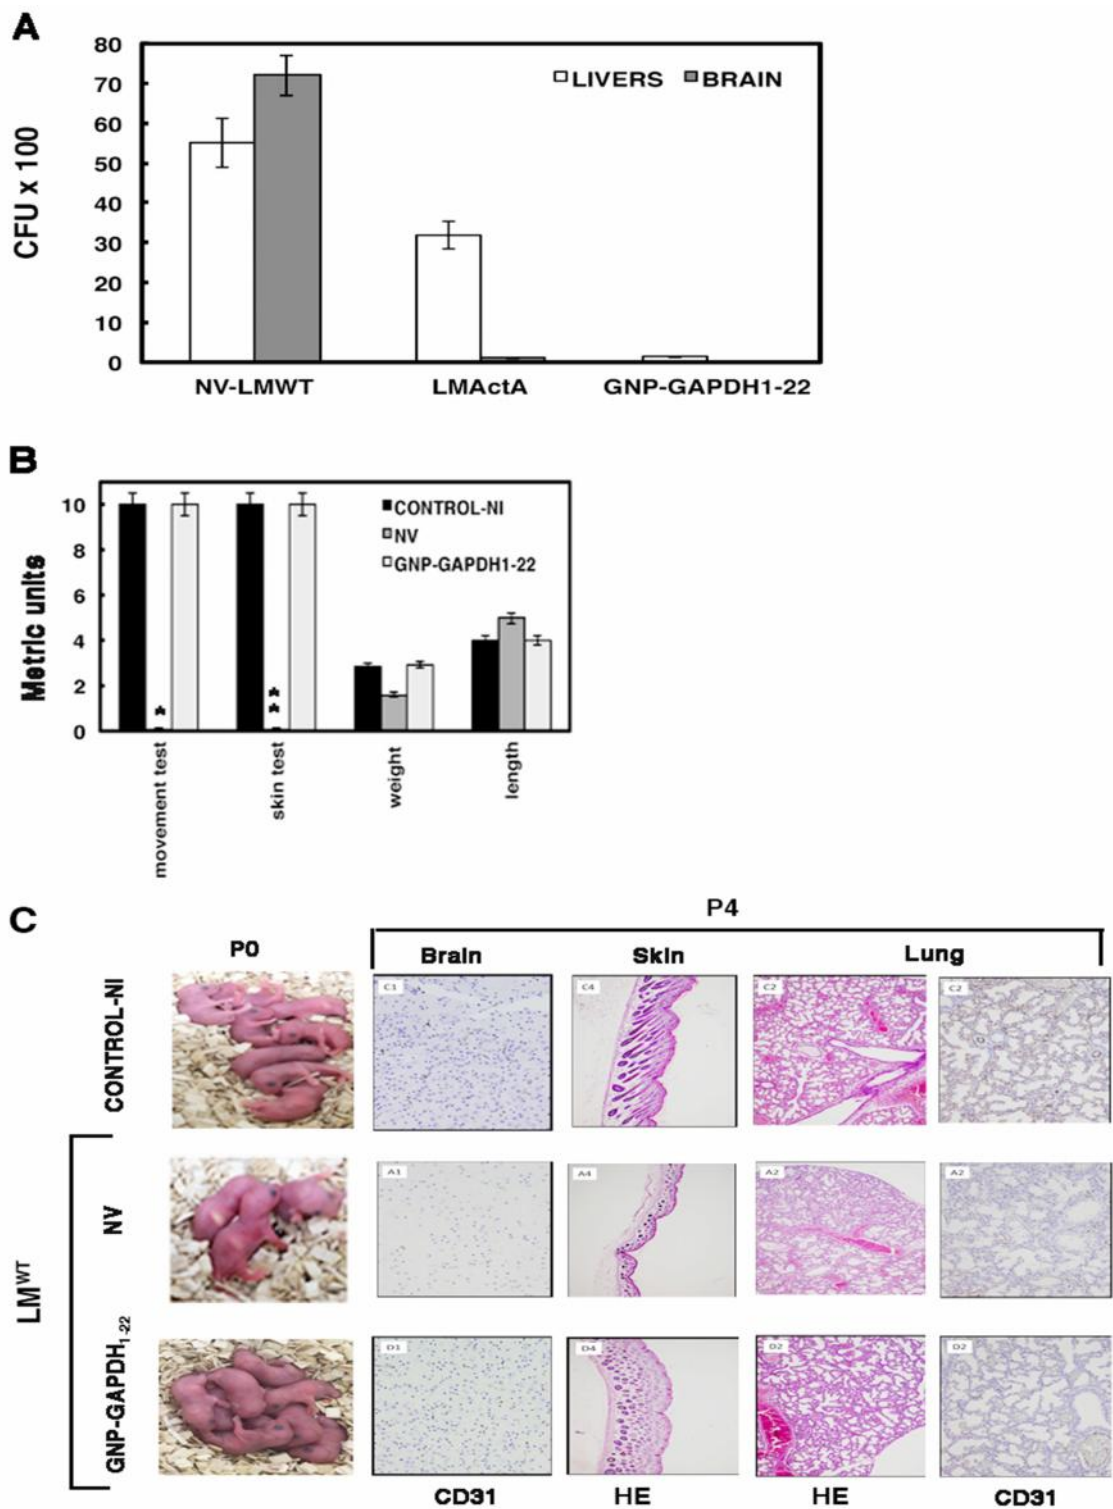 A
80
70
60
50
40
30
20
10
0
CFU x 100
LIVERS BRAIN
NV-LMWT LMActA GNP-GAPDH1-22
B
10
8
6
4
2
0
Metric units
CONTROL-NI
NV
GNP-GAPDH1-22
*
**
movement test
skin test
weight
length
C
P4
P0 Brain Skin Lung
CONTROL-NI
C1 C4 C2 C2
LM^WT
NV
A1 A4 A2 A2
GNP-GAPDH1-22
D1 D4 D2 D2
CD31 HE HE CD31